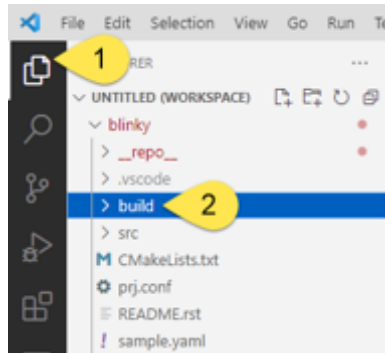 File Edit Selection View Go Run
1
RER
UNTITLED (WORKSPACE)
blinky
__repo__
.vscode
2
build
src
CMakeLists.txt
prj.conf
README.rst
sample.yaml